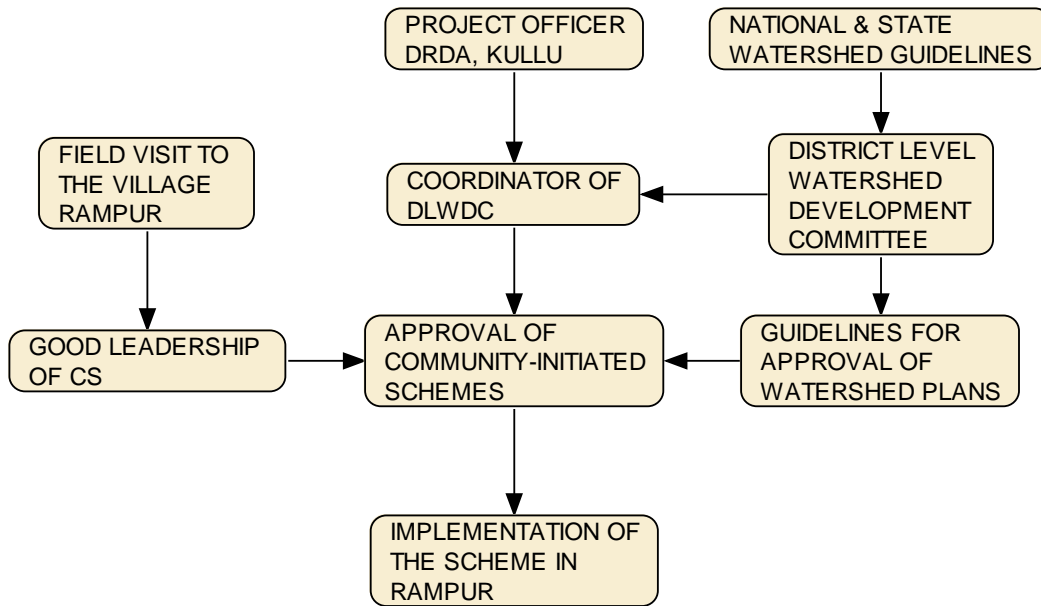 PROJECT OFFICER
DRDA, KULLU
NATIONAL & STATE
WATERSHED GUIDELINES
FIELD VISIT TO
THE VILLAGE
RAMPUR
COORDINATOR OF
DLWDC
DISTRICT LEVEL
WATERSHED
DEVELOPMENT
COMMITTEE
GOOD LEADERSHIP
OF CS
APPROVAL OF
COMMUNITY-INITIATED
SCHEMES
GUIDELINES FOR
APPROVAL OF
WATERSHED PLANS
IMPLEMENTATION OF
THE SCHEME IN
RAMPUR